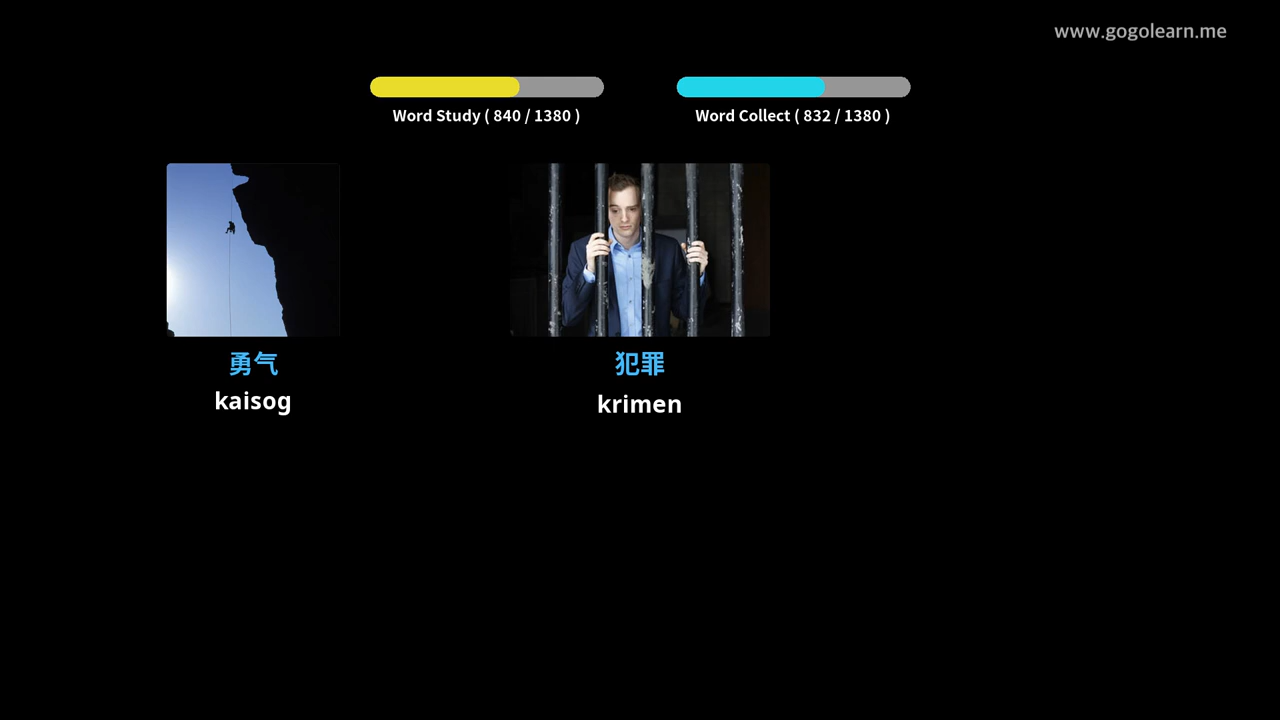 www.gogolearn.me
Word Study ( 840 / 1380 )
Word Collect ( 832 / 1380 )
勇气
kaisog
犯罪
krimen